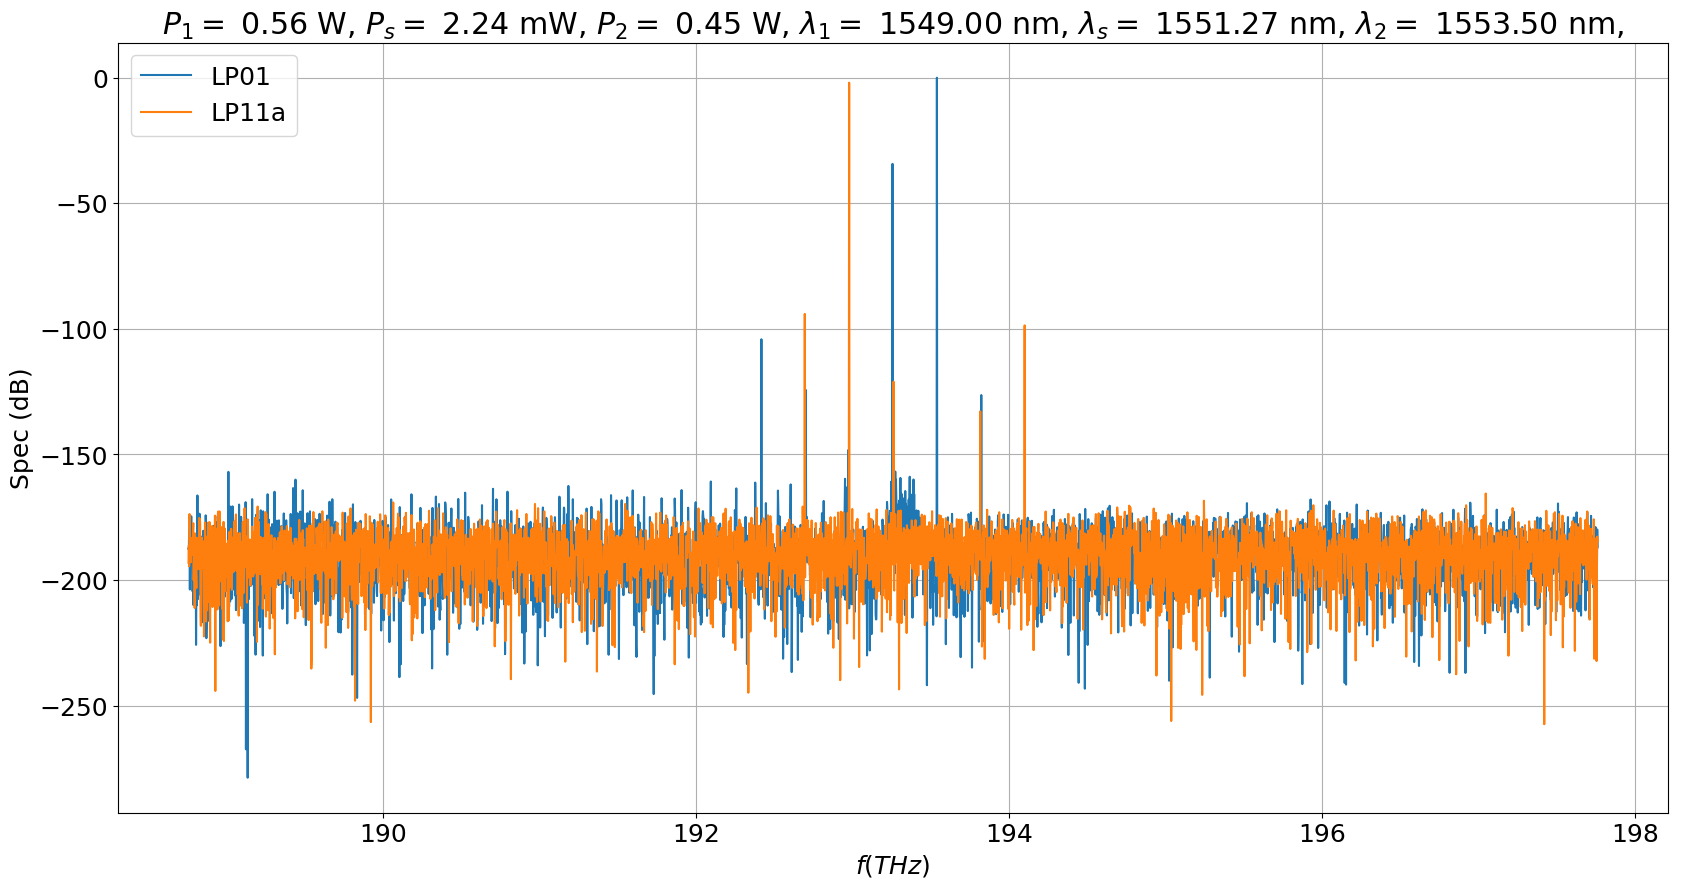 P₁ = 0.56 W, Pₛ = 2.24 mW, P₂ = 0.45 W, λ₁ = 1549.00 nm, λₛ = 1551.27 nm, λ₂ = 1553.50 nm,
LP01
LP11a
0
−50
−100
−150
−200
−250
Spec (dB)
190 192 194 196 198
f(THz)